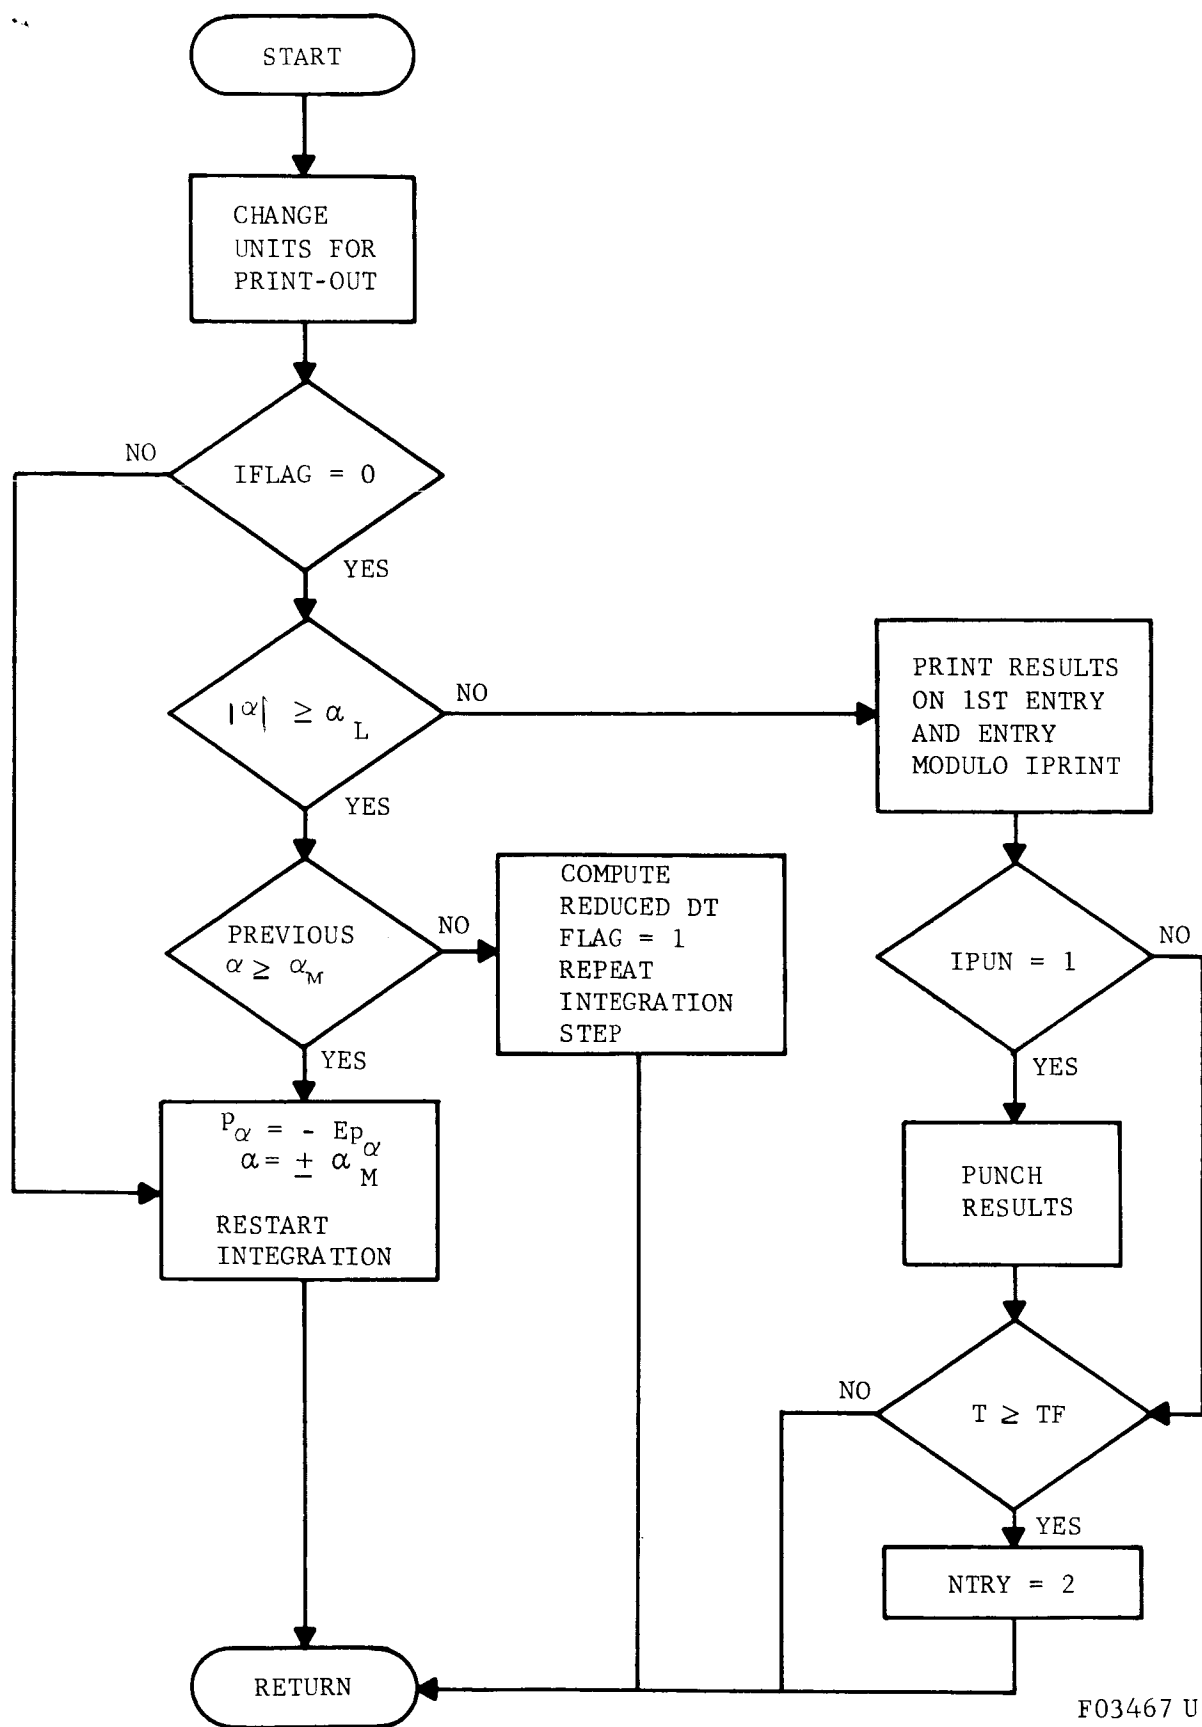 START
CHANGE
UNITS FOR
PRINT-OUT
IFLAG = 0
NO
YES
|α| ≥ α_L
NO
YES
PREVIOUS
α ≥ α_M
NO
YES
COMPUTE
REDUCED DT
FLAG = 1
REPEAT
INTEGRATION
STEP
p_α = - Ep_α
α = ± α_M
RESTART
INTEGRATION
PRINT RESULTS
ON 1ST ENTRY
AND ENTRY
MODULO IPRINT
IPUN = 1
NO
YES
PUNCH
RESULTS
T ≥ TF
NO
YES
NTRY = 2
RETURN
F03467 U